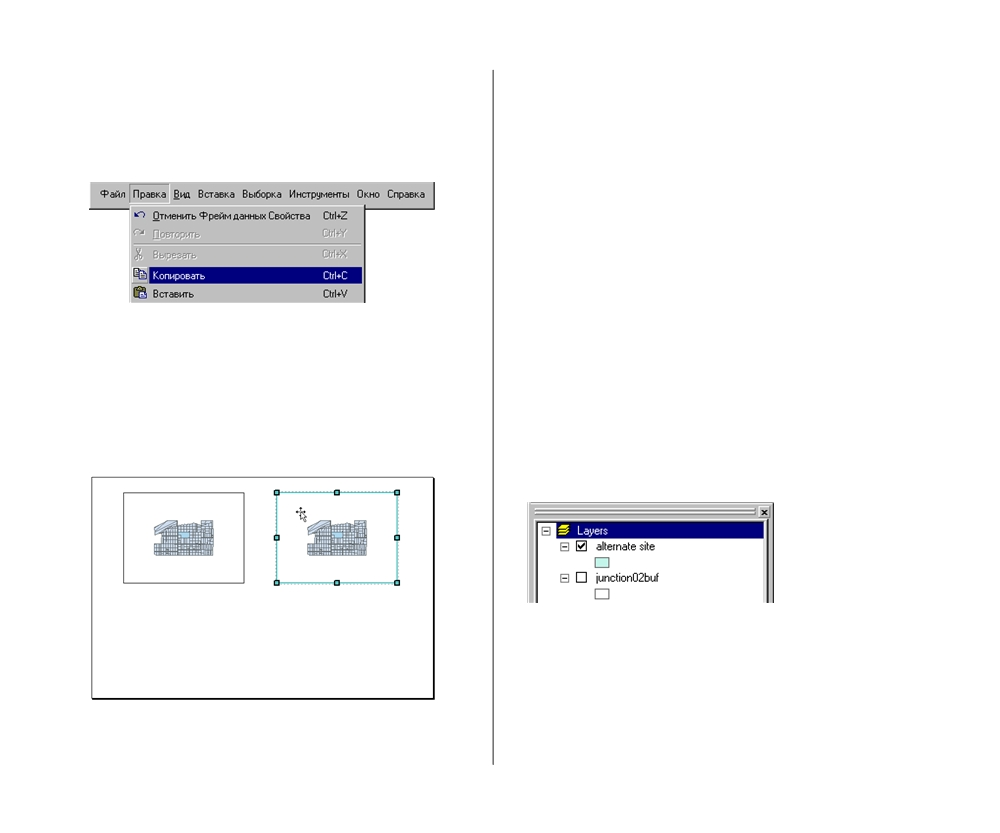 Файл Правка Вид Вставка Выборка Инструменты Окно Справка
Отменить Фрейм данных Свойства Ctrl+Z
Повторить Ctrl+Y
Вырезать Ctrl+X
Копировать Ctrl+C
Вставить Ctrl+V
Layers
alternate site
junction02buf